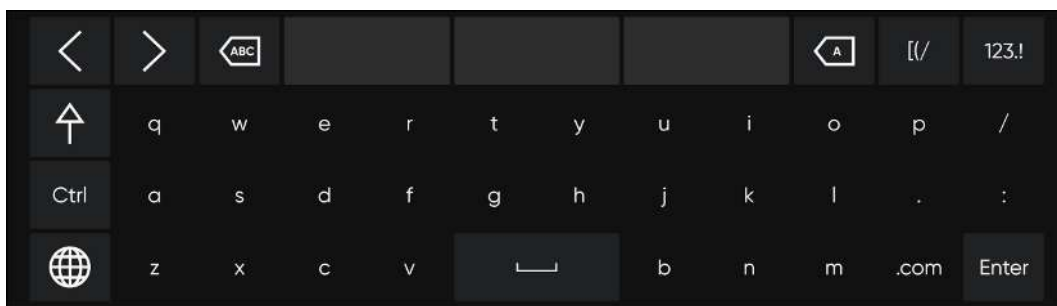 ABC A [(/ 123.!
q w e r t y u i o p /
Ctrl a s d f g h j k l . :
z x c v b n m .com Enter